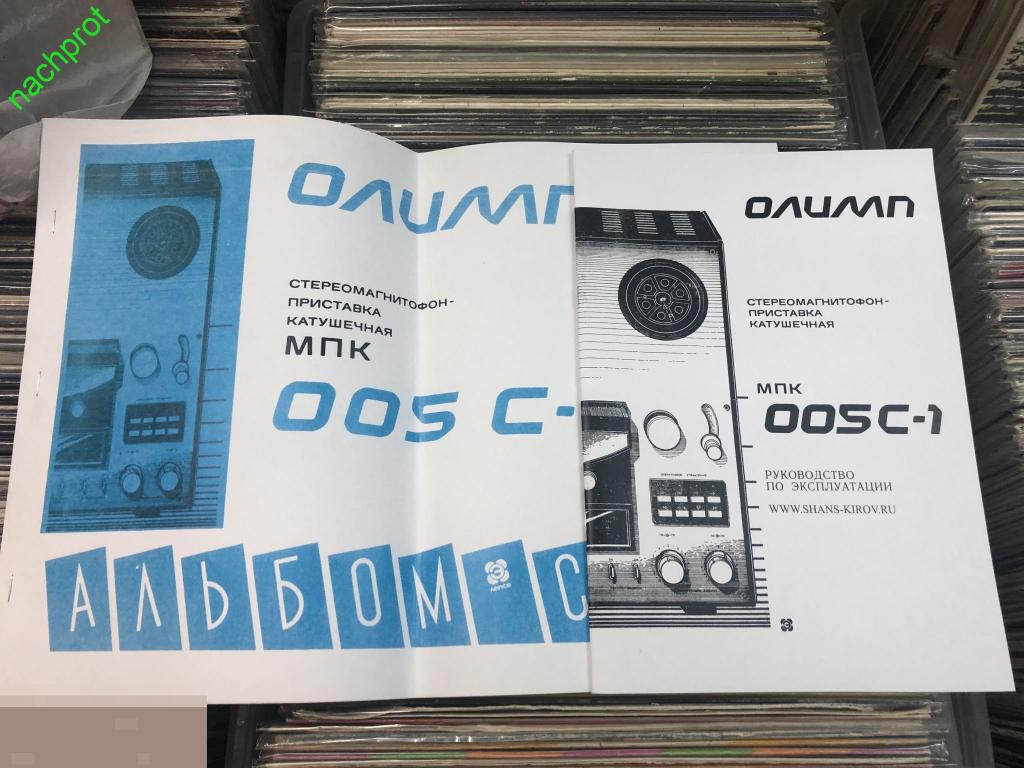 nachprot
ОЛИМП
СТЕРЕОМАГНИТОФОН-
ПРИСТАВКА
КАТУШЕЧНАЯ
МПК
005 С-
АЛЬБОМ С
ОЛИМП
СТЕРЕОМАГНИТОФОН-
ПРИСТАВКА
КАТУШЕЧНАЯ
МПК
005С-1
РУКОВОДСТВО
ПО ЭКСПЛУАТАЦИИ
WWW.SHANS-KIROV.RU